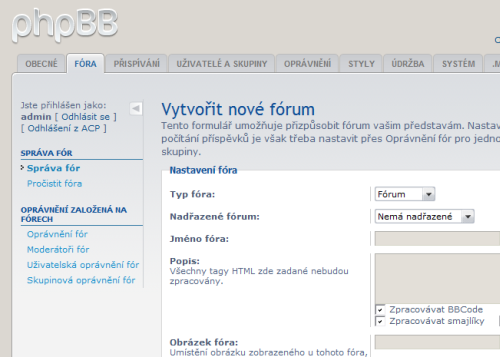 phpBB
OBECNÉ FÓRA PŘISPÍVÁNÍ UŽIVATELÉ A SKUPINY OPRÁVNĚNÍ STYLY ÚDRŽBA SYSTÉM
Jste přihlášen jako:
admin [ Odhlásit se ]
[ Odhlášení z ACP ]
SPRÁVA FÓR
Správa fór
Pročistit fóra
OPRÁVNĚNÍ ZALOŽENÁ NA
FÓRECH
Oprávnění fór
Moderátoři fór
Uživatelská oprávnění fór
Skupinová oprávnění fór
Vytvořit nové fórum
Tento formulář umožňuje přizpůsobit fórum vašim představám. Nastav
počítání příspěvků je však třeba nastavit přes Oprávnění fór pro jedno
skupiny.
Nastavení fóra
Typ fóra: Fórum
Nadřazené fórum: Nemá nadřazené
Jméno fóra:
Popis:
Všechny tagy HTML zde zadané nebudou
zpracovány.
Zpracovávat BBCode
Zpracovávat smajlíky
Obrázek fóra:
Umístění obrázku zobrazeného u tohoto fóra,